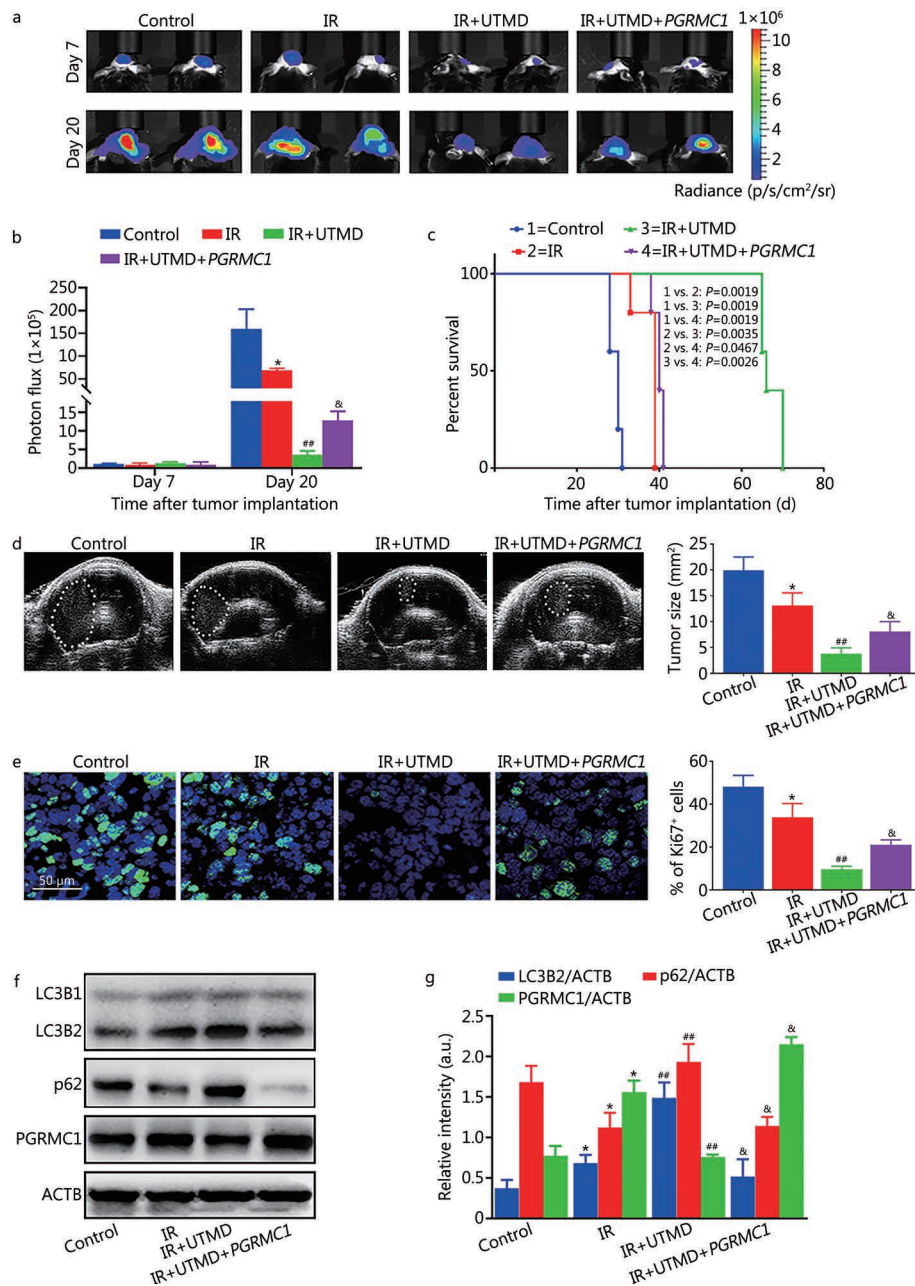 a
Control IR IR+UTMD IR+UTMD+PGRMC1
Day 7
Day 20
1×10⁶
10
8
6
4
2
Radiance (p/s/cm²/sr)
b
Control IR IR+UTMD
IR+UTMD+PGRMC1
Photon flux (1×10⁵)
250
200
150
100
50
15
10
5
0
*
##
&
Day 7 Day 20
Time after tumor implantation
c
1=Control 3=IR+UTMD
2=IR 4=IR+UTMD+PGRMC1
Percent survival
100
50
0
1 vs. 2: P=0.0019
1 vs. 3: P=0.0019
1 vs. 4: P=0.0019
2 vs. 3: P=0.0035
2 vs. 4: P=0.0467
3 vs. 4: P=0.0026
20 40 60 80
Time after tumor implantation (d)
d
Control IR IR+UTMD IR+UTMD+PGRMC1
Tumor size (mm²)
25
20
15
10
5
0
*
##
&
Control
IR
IR+UTMD
IR+UTMD+PGRMC1
e
Control IR IR+UTMD IR+UTMD+PGRMC1
50 μm
% of Ki67⁺ cells
60
40
20
0
*
##
&
Control
IR
IR+UTMD
IR+UTMD+PGRMC1
f
LC3B1
LC3B2
p62
PGRMC1
ACTB
Control
IR
IR+UTMD
IR+UTMD+PGRMC1
g
LC3B2/ACTB p62/ACTB
PGRMC1/ACTB
Relative intensity (a.u.)
2.5
2.0
1.5
1.0
0.5
0
* * *
## ## ##
& & &
Control
IR
IR+UTMD
IR+UTMD+PGRMC1